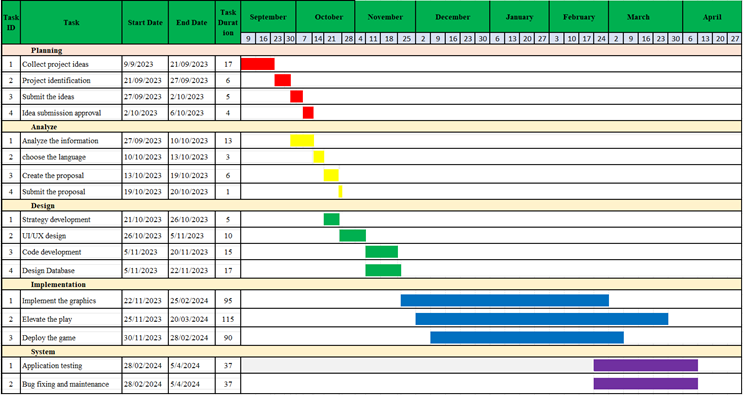 Task ID Task Start Date End Date Task Durat ion September October November December January February March April
9 16 23 30 7 14 21 28 4 11 18 25 2 9 16 23 30 6 13 20 27 3 10 17 24 2 9 16 23 30 6 13 20 27
Planning
1 Collect project ideas 9/9/2023 21/09/2023 17
2 Project identification 21/09/2023 27/09/2023 6
3 Submit the ideas 27/09/2023 2/10/2023 5
4 Idea submission approval 2/10/2023 6/10/2023 4
Analyze
1 Analyze the information 27/09/2023 10/10/2023 13
2 choose the language 10/10/2023 13/10/2023 3
3 Create the proposal 13/10/2023 19/10/2023 6
4 Submit the proposal 19/10/2023 20/10/2023 1
Design
1 Strategy development 21/10/2023 26/10/2023 5
2 UI/UX design 26/10/2023 5/11/2023 10
3 Code development 5/11/2023 20/11/2023 15
4 Design Database 5/11/2023 22/11/2023 17
Implementation
1 Implement the graphics 22/11/2023 25/02/2024 95
2 Elevate the play 25/11/2023 20/03/2024 115
3 Deploy the game 30/11/2023 28/02/2024 90
System
1 Application testing 28/02/2024 5/4/2024 37
2 Bug fixing and maintenance 28/02/2024 5/4/2024 37